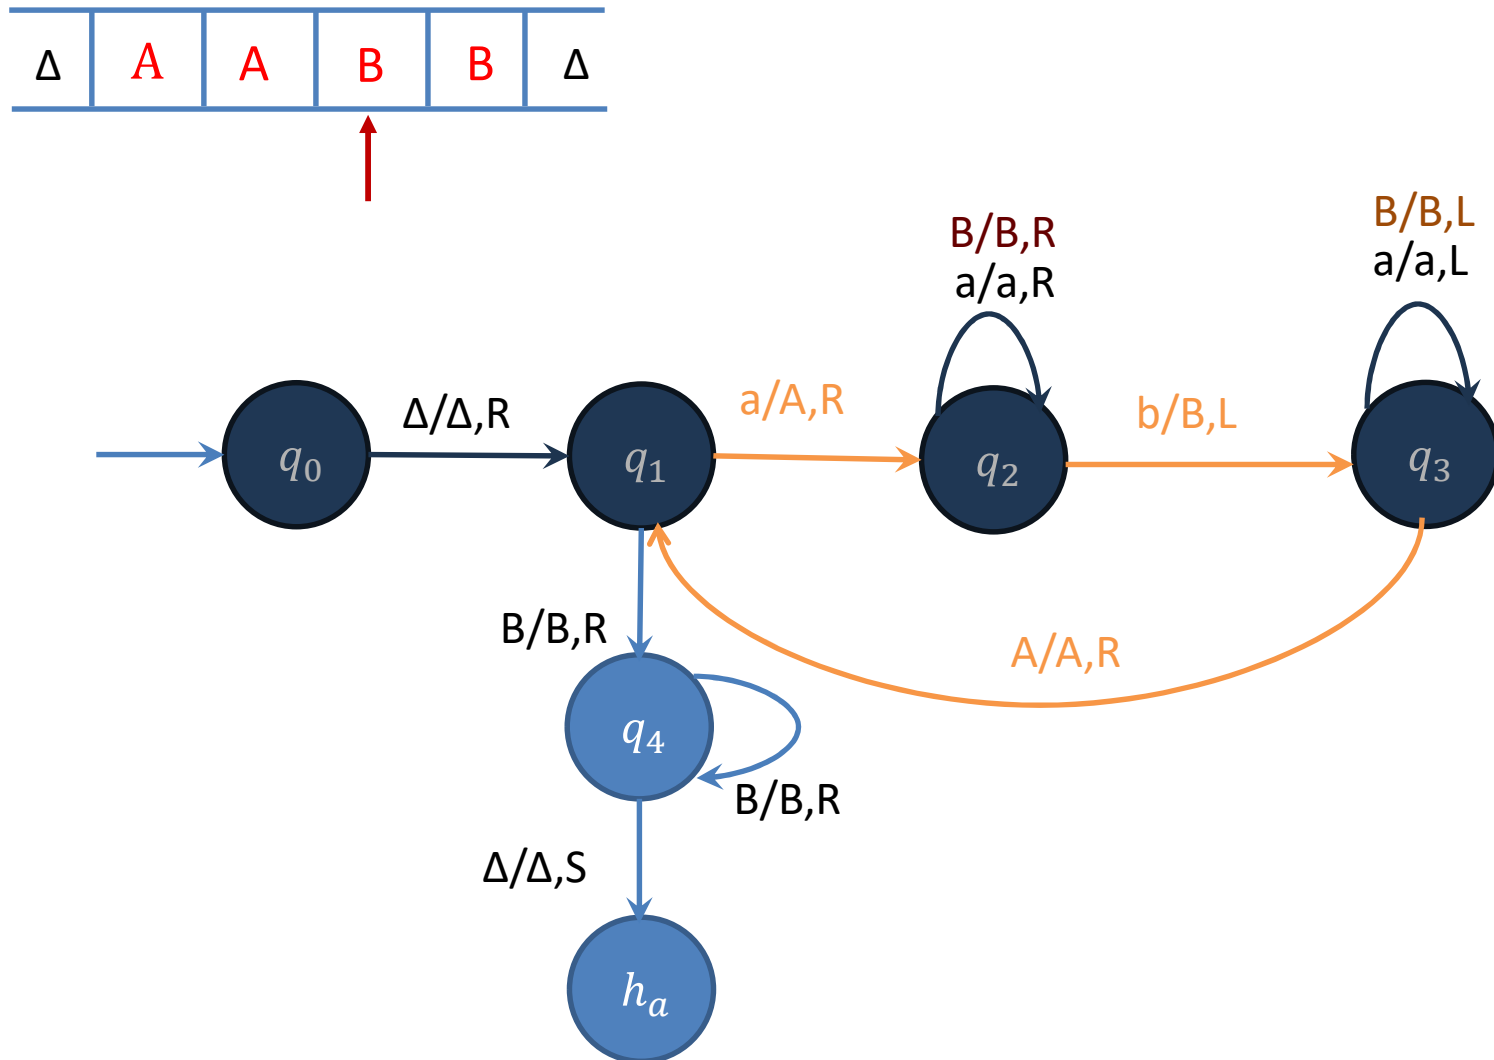 Δ A A B B Δ
B/B,R
a/a,R
B/B,L
a/a,L
Δ/Δ,R
a/A,R
b/B,L
q0
q1
q2
q3
B/B,R
A/A,R
q4
B/B,R
Δ/Δ,S
ha